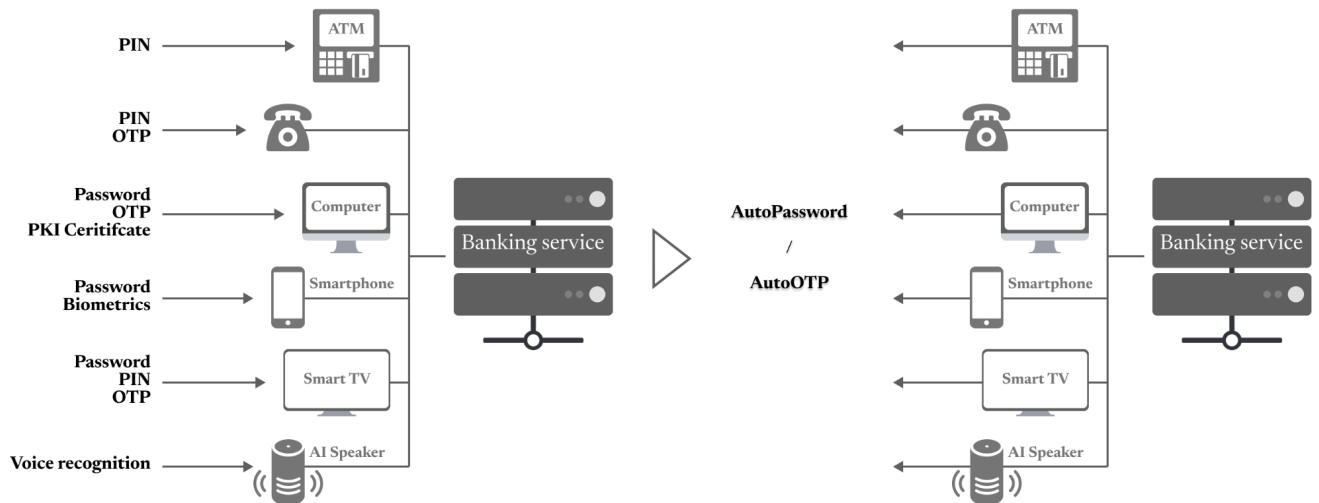 PIN
ATM
PIN
OTP
Password
OTP
PKI Ceritifcate
Computer
Banking service
Password
Biometrics
Smartphone
Password
PIN
OTP
Smart TV
Voice recognition
AI Speaker
AutoPassword
/
AutoOTP
ATM
Computer
Banking service
Smartphone
Smart TV
AI Speaker